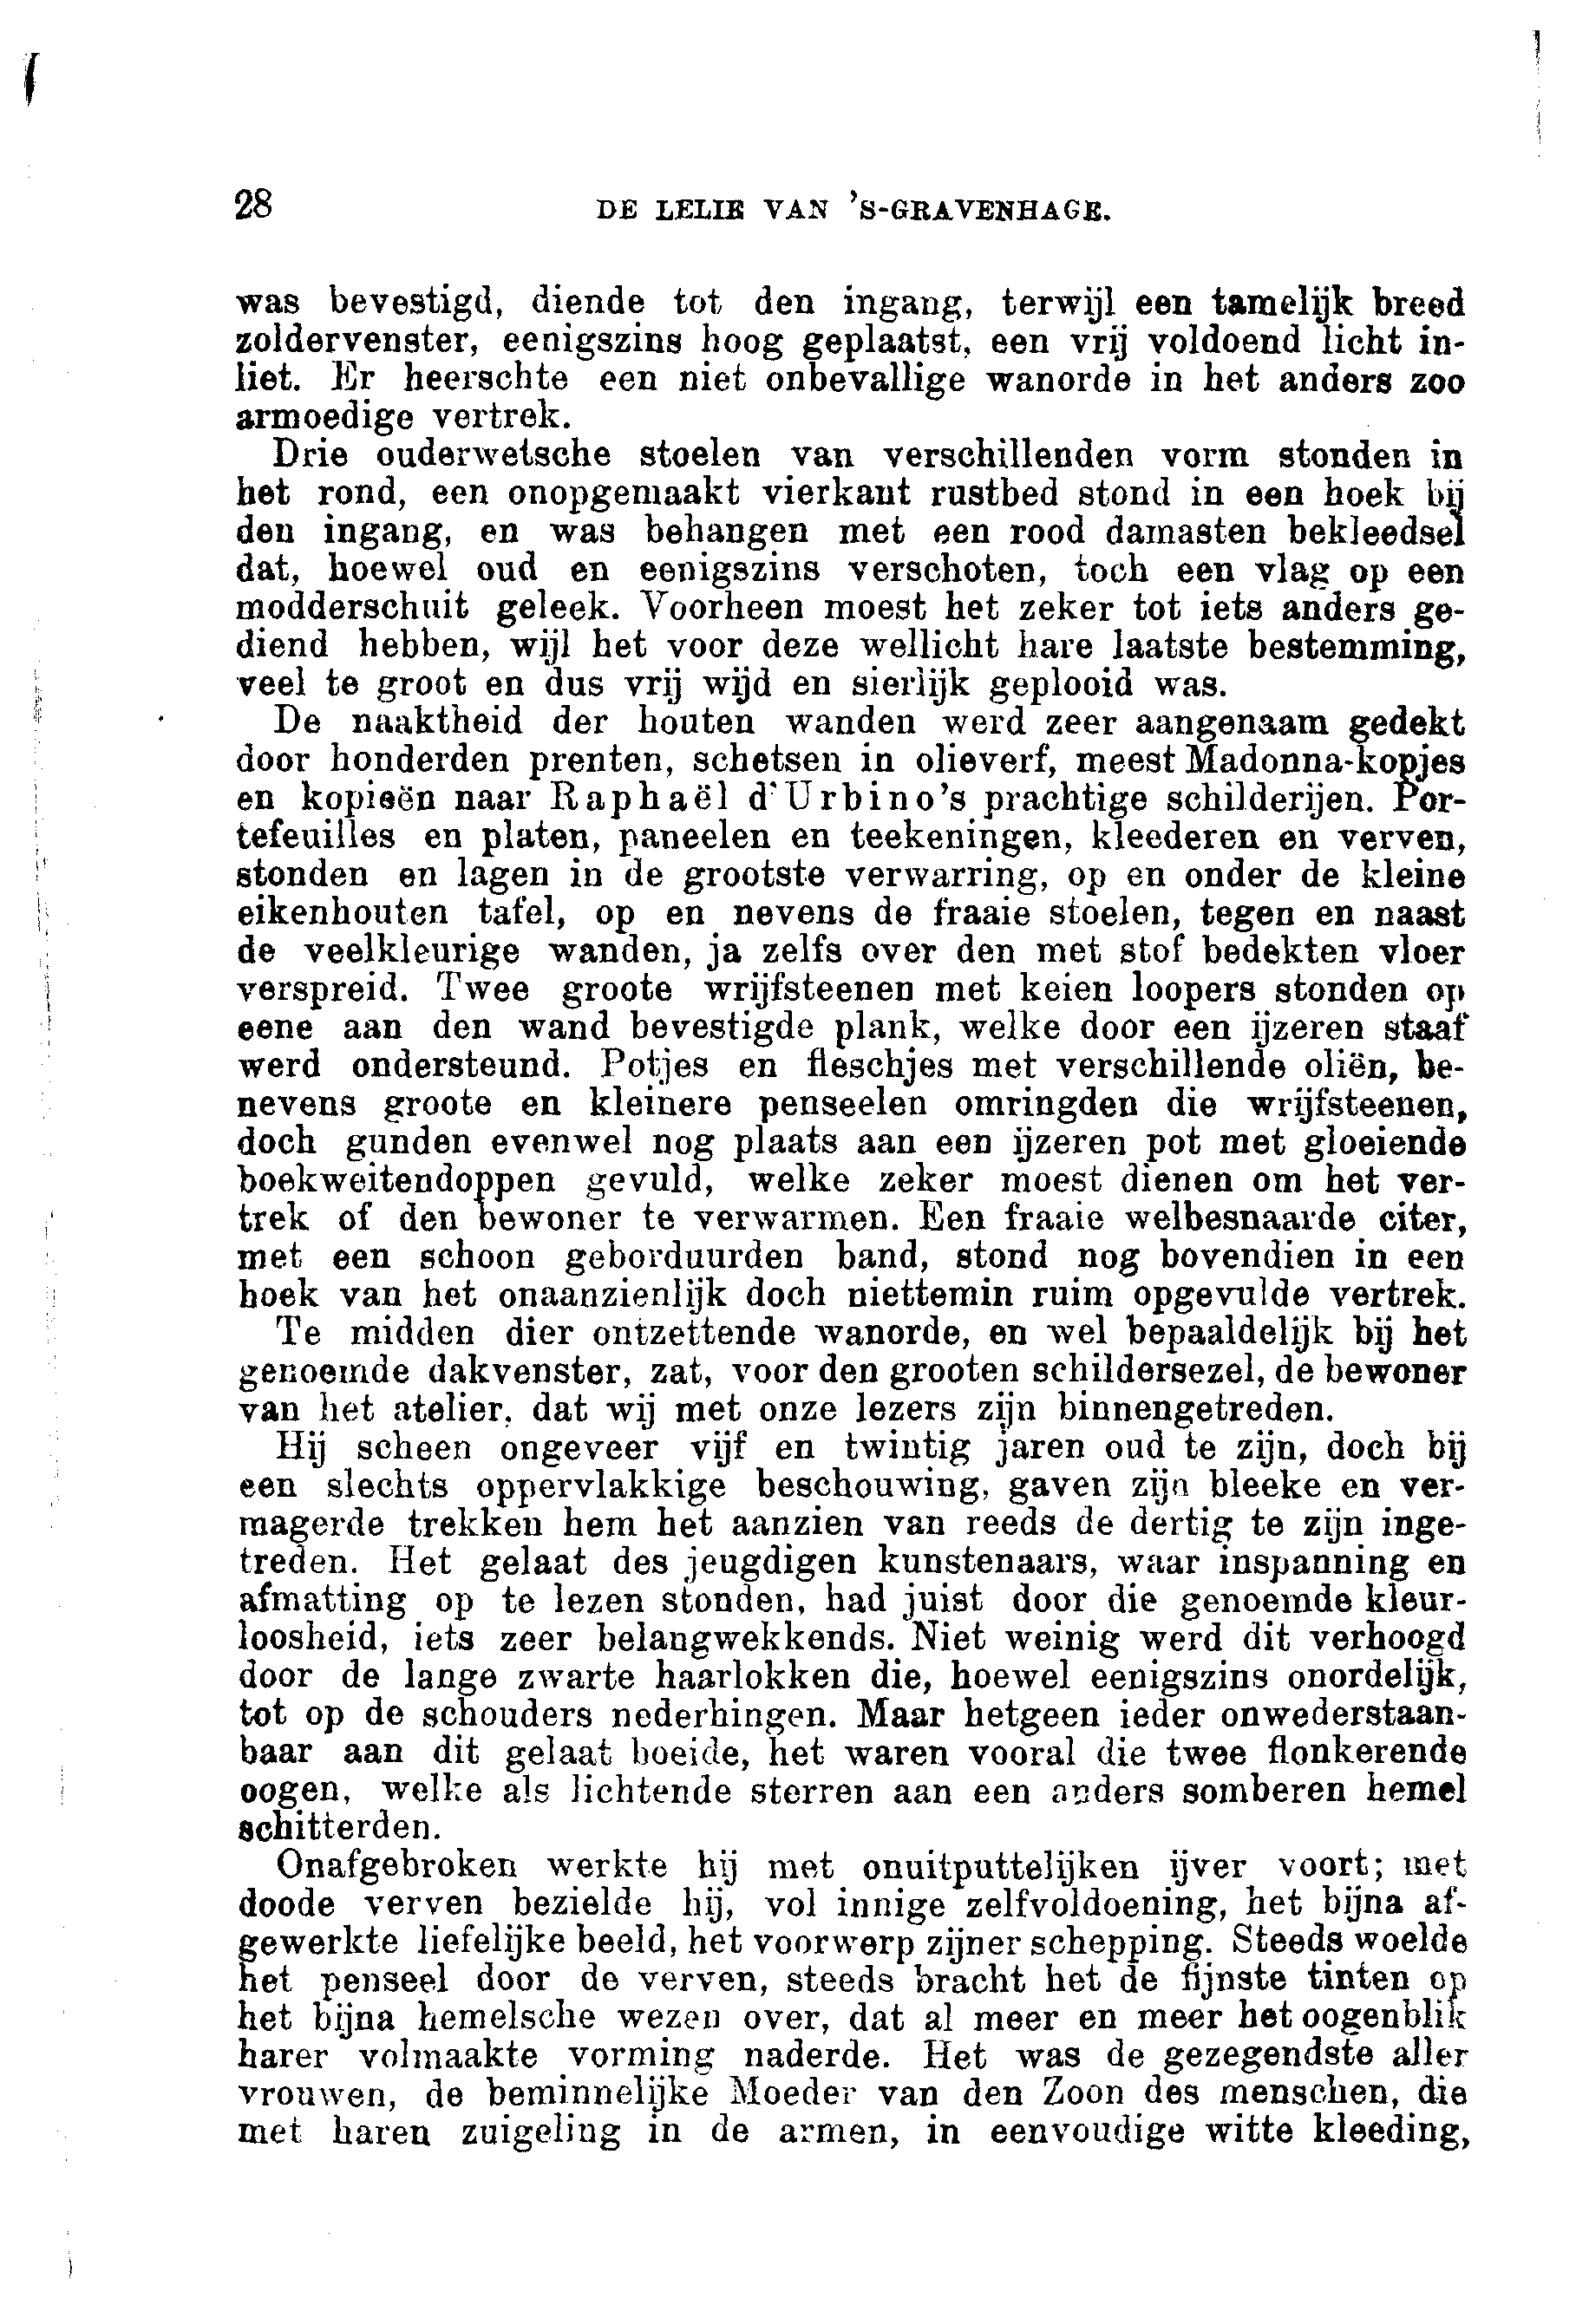 28 DE LELIE VAN 'S-GRAVENHAGE.
was bevestigd, diende tot den ingang, terwijl een tamelijk breed
zoldervenster, eenigszins hoog geplaatst, een vrij voldoend licht in-
liet. Er heerschte een niet onbevallige wanorde in het anders zoo
armoedige vertrek.
Drie ouderwetsche stoelen van verschillenden vorm stonden in
het rond, een onopgemaakt vierkant rustbed stond in een hoek bij
den ingang, en was behangen met een rood damasten bekleedsel
dat, hoewel oud en eenigszins verschoten, toch een vlag op een
modderschuit geleek. Voorheen moest het zeker tot iets anders ge-
diend hebben, wijl het voor deze wellicht hare laatste bestemming,
veel te groot en dus vrij wijd en sierlijk geplooid was.
De naaktheid der houten wanden werd zeer aangenaam gedekt
door honderden prenten, schetsen in olieverf, meest Madonna-kopjes
en kopieën naar Raphaël d'Urbino's prachtige schilderijen. Por-
tefeuilles en platen, paneelen en teekeningen, kleederen en verven,
stonden en lagen in de grootste verwarring, op en onder de kleine
eikenhouten tafel, op en nevens de fraaie stoelen, tegen en naast
de veelkleurige wanden, ja zelfs over den met stof bedekten vloer
verspreid. Twee groote wrijfsteenen met keien loopers stonden op
eene aan den wand bevestigde plank, welke door een ijzeren staaf
werd ondersteund. Potjes en fleschjes met verschillende oliën, be-
nevens groote en kleinere penseelen omringden die wrijfsteenen,
doch gunden evenwel nog plaats aan een ijzeren pot met gloeiende
boekweitendoppen gevuld, welke zeker moest dienen om het ver-
trek of den bewoner te verwarmen. Een fraaie welbesnaarde citer,
met een schoon geborduurden band, stond nog bovendien in een
hoek van het onaanzienlijk doch niettemin ruim opgevulde vertrek.
Te midden dier ontzettende wanorde, en wel bepaaldelijk bij het
genoemde dakvenster, zat, voor den grooten schildersezel, de bewoner
van het atelier, dat wij met onze lezers zijn binnengetreden.
Hij scheen ongeveer vijf en twintig jaren oud te zijn, doch bij
een slechts oppervlakkige beschouwing, gaven zijn bleeke en ver-
magerde trekken hem het aanzien van reeds de dertig te zijn inge-
treden. Het gelaat des jeugdigen kunstenaars, waar inspanning en
afmatting op te lezen stonden, had juist door die genoemde kleur-
loosheid, iets zeer belangwekkends. Niet weinig werd dit verhoogd
door de lange zwarte haarlokken die, hoewel eenigszins onordelijk,
tot op de schouders nederhingen. Maar hetgeen ieder onwederstaan-
baar aan dit gelaat boeide, het waren vooral die twee flonkerende
oogen, welke als lichtende sterren aan een anders somberen hemel
schitterden.
Onafgebroken werkte hij met onuitputtelijken ijver voort; met
doode verven bezielde hij, vol innige zelfvoldoening, het bijna af-
gewerkte liefelijke beeld, het voorwerp zijner schepping. Steeds woelde
het penseel door de verven, steeds bracht het de fijnste tinten op
het bijna hemelsche wezen over, dat al meer en meer het oogenblik
harer volmaakte vorming naderde. Het was de gezegendste aller
vrouwen, de beminnelijke Moeder van den Zoon des menschen, die
met haren zuigeling in de armen, in eenvoudige witte kleeding,